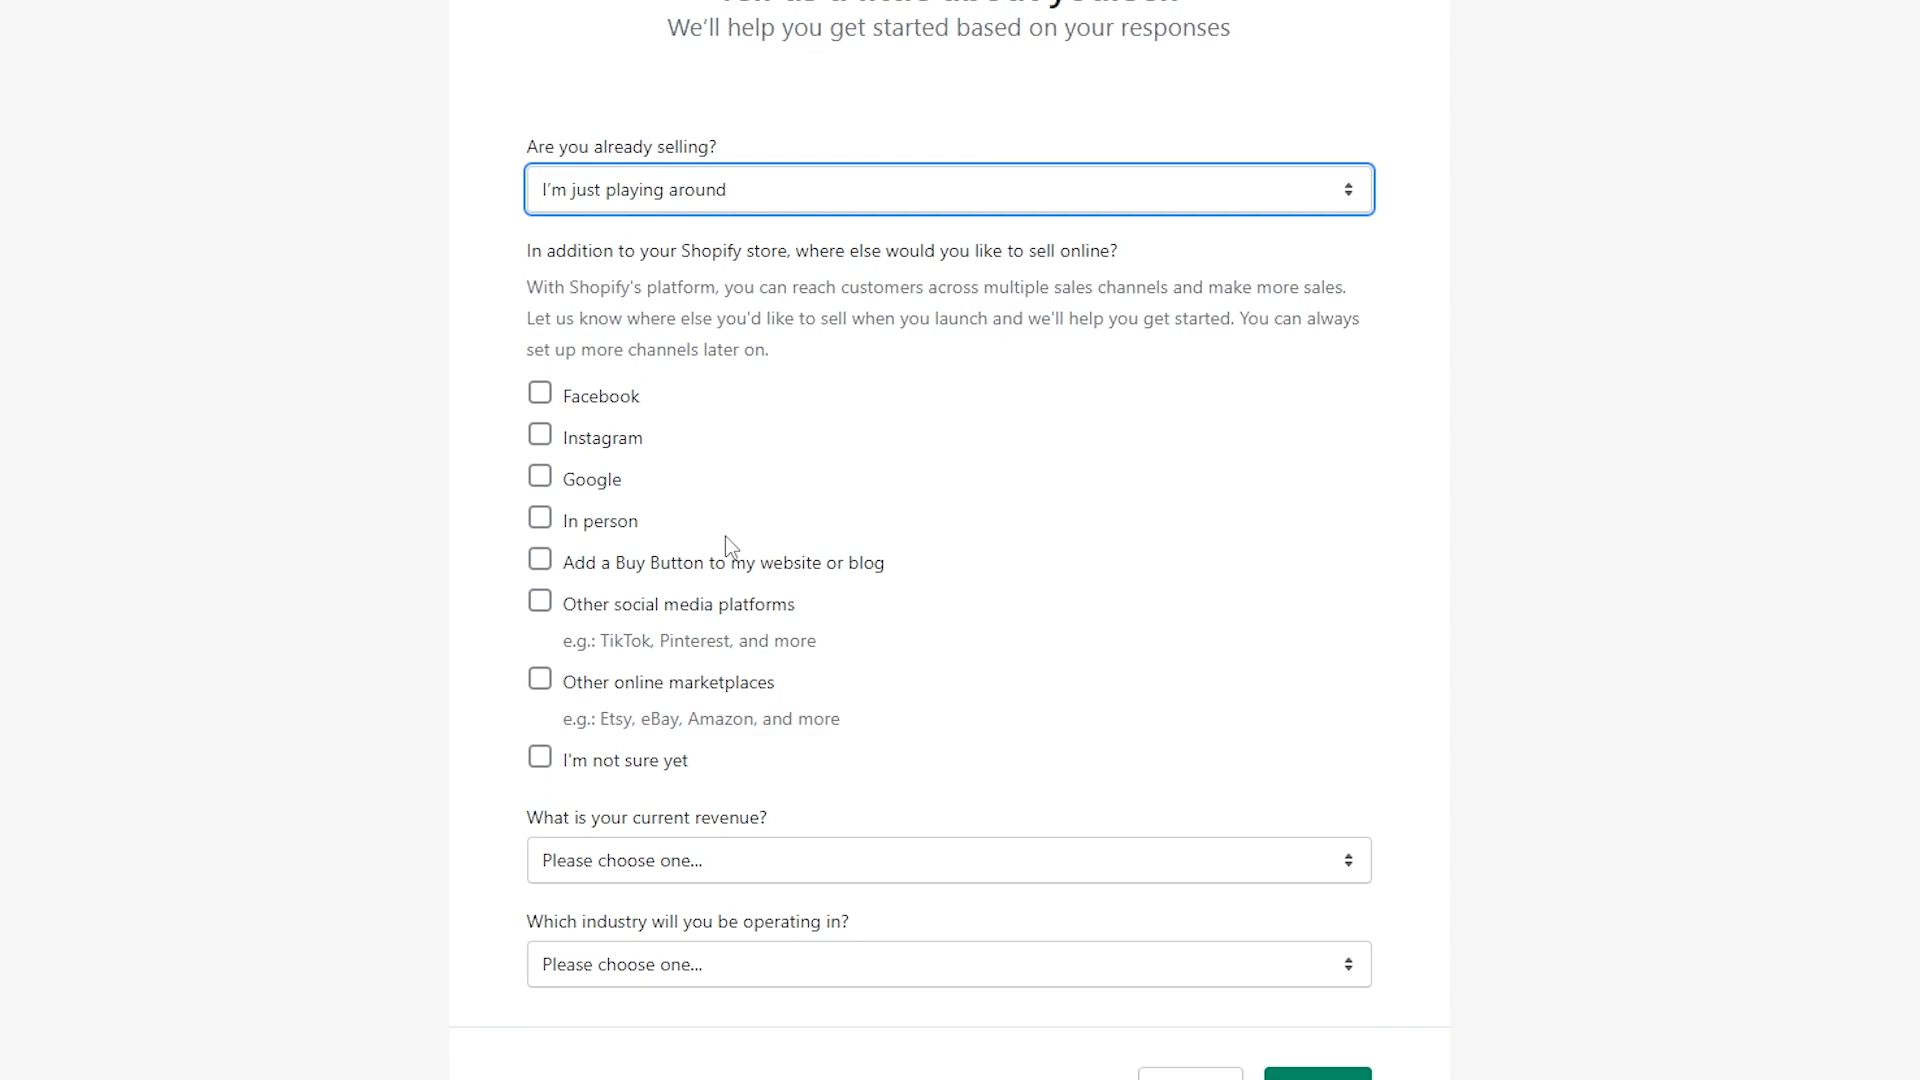 We’ll help you get started based on your responses
Are you already selling?
I’m just playing around
In addition to your Shopify store, where else would you like to sell online?
With Shopify's platform, you can reach customers across multiple sales channels and make more sales.
Let us know where else you'd like to sell when you launch and we'll help you get started. You can always
set up more channels later on.
Facebook
Instagram
Google
In person
Add a Buy Button to my website or blog
Other social media platforms
e.g.: TikTok, Pinterest, and more
Other online marketplaces
e.g.: Etsy, eBay, Amazon, and more
I'm not sure yet
What is your current revenue?
Please choose one...
Which industry will you be operating in?
Please choose one...